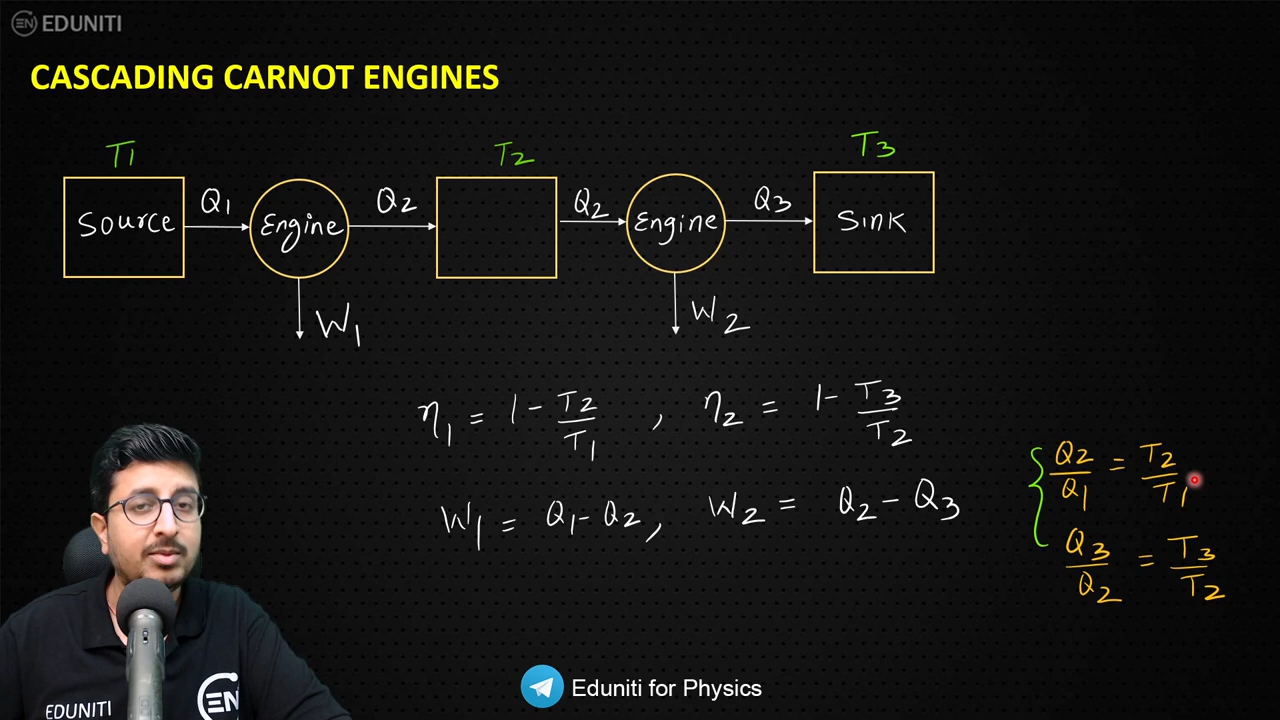 EN EDUNITI
CASCADING CARNOT ENGINES
T1 T2 T3
Source Q1 Engine Q2 Q2 Engine Q3 Sink
W1 W2
η1 = 1 - T2/T1 , η2 = 1 - T3/T2
W1 = Q1 - Q2 , W2 = Q2 - Q3
Q2/Q1 = T2/T1
Q3/Q2 = T3/T2
Eduniti for Physics
EDUNITI
EN